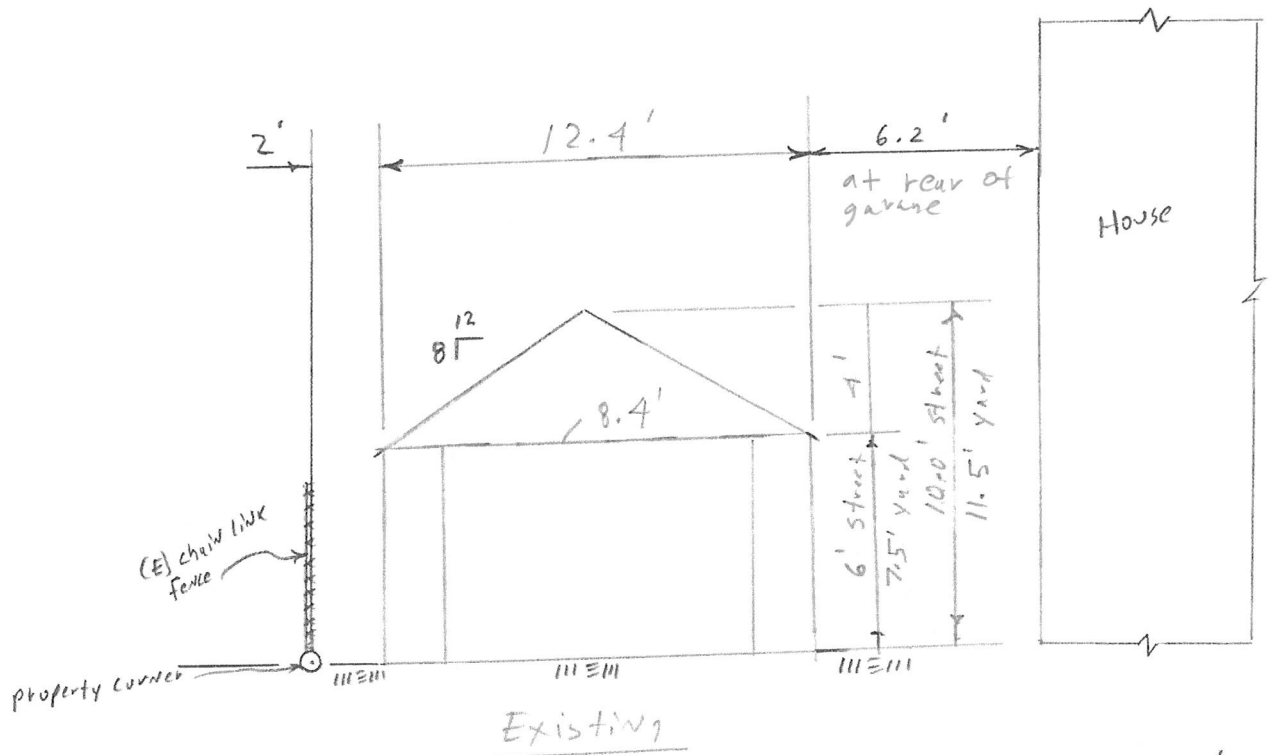 2'
12.4'
6.2'
at rear of
garage
House
12
8
8.4'
4'
6' street
7.5' yard
10.0' street
11.5' yard
(E) chain link
fence
property corner
Existing